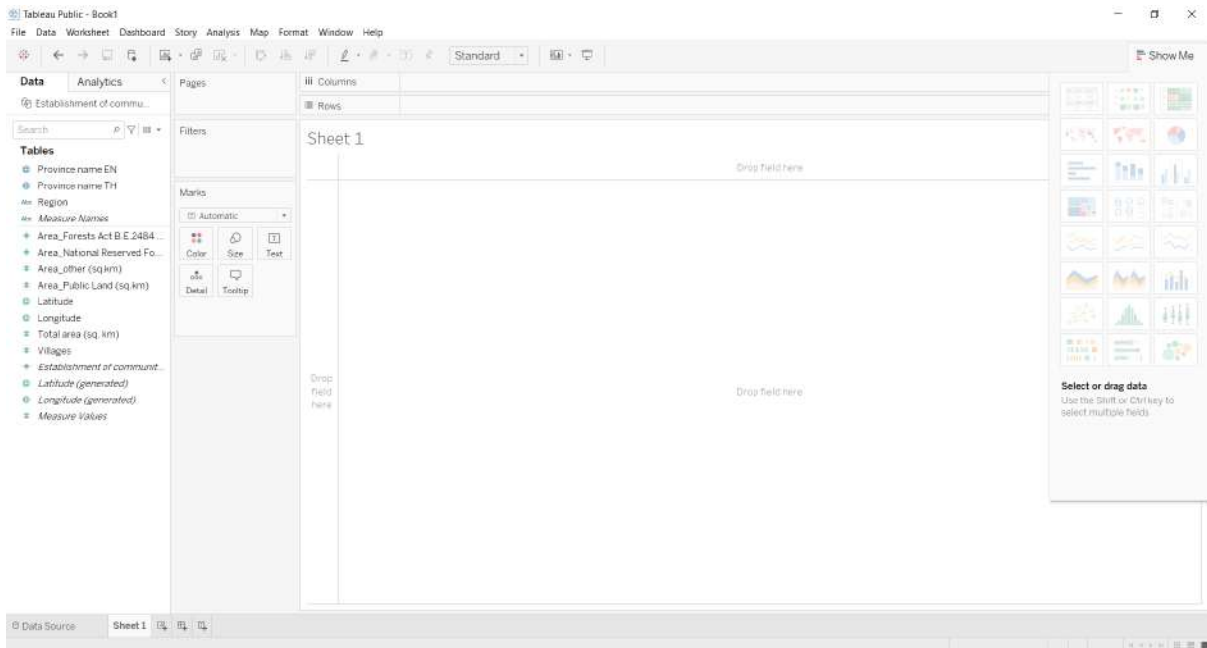 Tableau Public - Book1
File Data Worksheet Dashboard Story Analysis Map Format Window Help
Standard
Show Me
Data Analytics
Pages
Columns
Establishment of commu...
Rows
Search
Filters
Sheet 1
Tables
Province name EN
Province name TH
Abc Region
Abc Measure Names
Area_Forests Act B.E.2484 ...
Area_National Reserved Fo...
Area_other (sq.km)
Area_Public Land (sq.km)
Latitude
Longitude
Total area (sq. km)
Villages
Establishment of communit...
Latitude (generated)
Longitude (generated)
Measure Values
Marks
Automatic
Color Size Text
Detail Tooltip
Drop field here
Drop
field
here
Drop field here
Select or drag data
Use the Shift or Ctrl key to
select multiple fields
Data Source Sheet 1